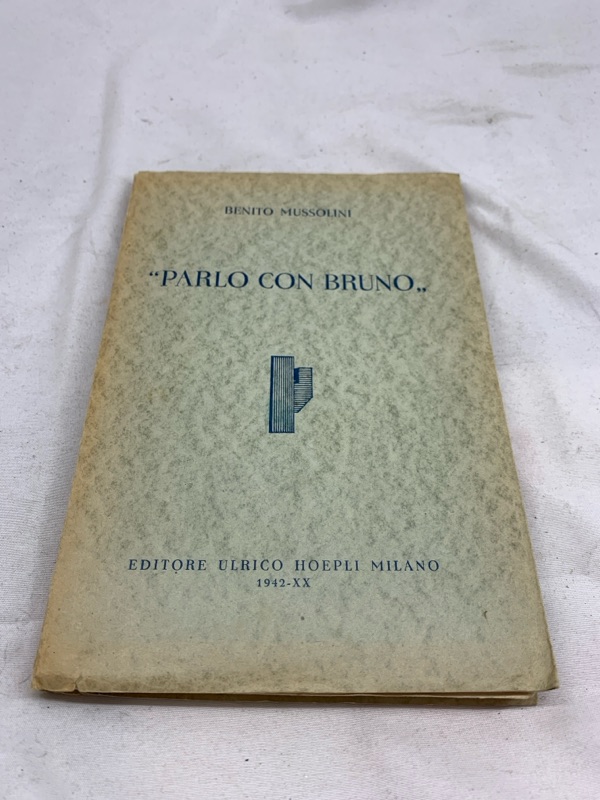 BENITO MUSSOLINI
“PARLO CON BRUNO„
EDITORE ULRICO HOEPLI MILANO
1942-XX